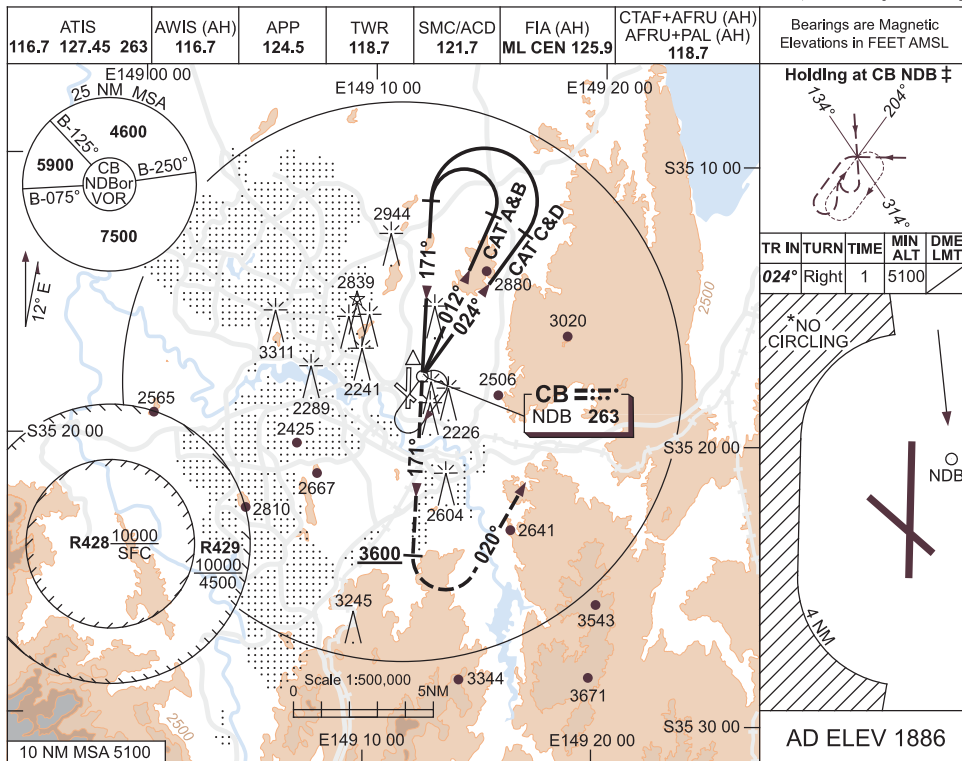 ATIS
116.7 127.45 263
AWIS (AH)
116.7
APP
124.5
TWR
118.7
SMC/ACD
121.7
FIA (AH)
ML CEN 125.9
CTAF+AFRU (AH)
AFRU+PAL (AH)
118.7
Bearings are Magnetic
Elevations in FEET AMSL
E149 00 00
E149 10 00
E149 20 00
25 NM MSA
B-125°
4600
5900
CB
NDBor
VOR
B-250°
B-075°
7500
12° E
S35 10 00
2944
CAT A&B
CAT C&D
171°
012°
024°
2880
2839
3311
2241
2289
3020
2506
2500
CB
NDB 263
2565
S35 20 00
2425
2226
S35 20 00
171°
2667
2604
2810
020°
2641
R428 10000
SFC
R429
10000
4500
3600
3245
3543
Scale 1:500,000
0
5NM
3344
3671
2500
S35 30 00
10 NM MSA 5100
E149 10 00
E149 20 00
Holding at CB NDB ‡
134°
204°
314°
TR IN
TURN
TIME
MIN
ALT
DME
LMT
024°
Right
1
5100
*NO
CIRCLING
NDB
4 NM
AD ELEV 1886